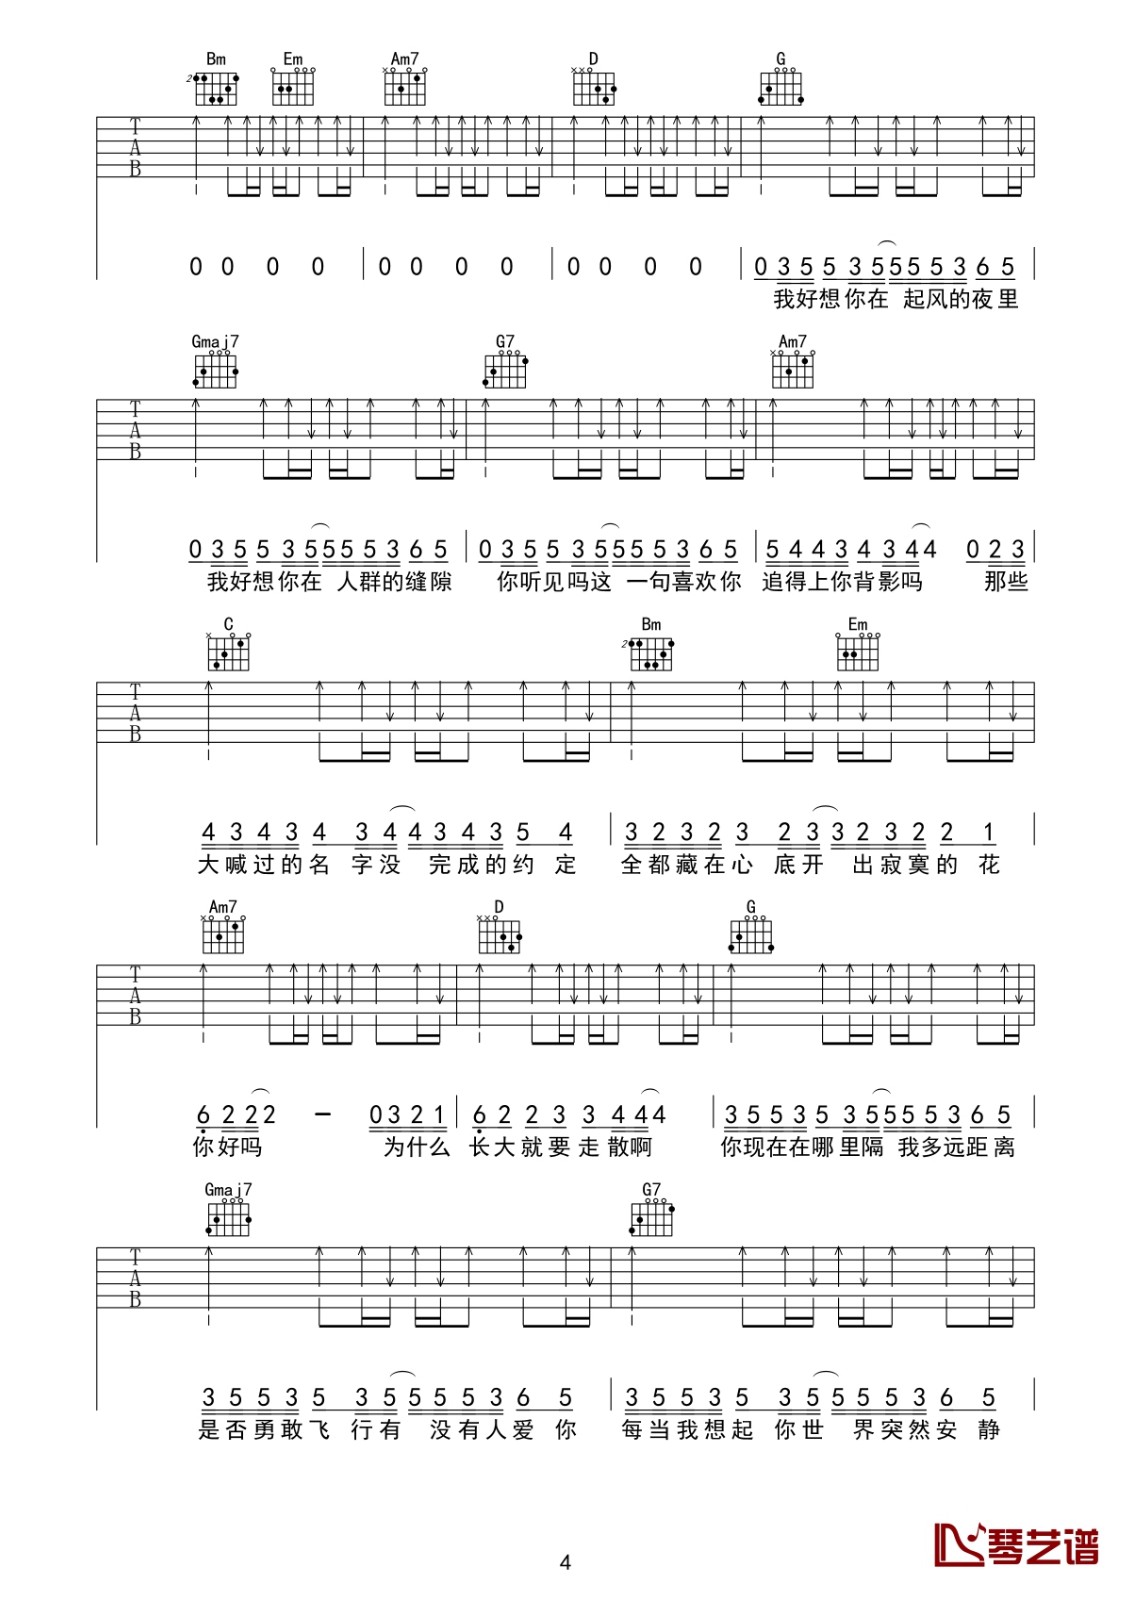 Bm Em Am7 D G
2
T
A
B
0 0 0 0 0 0 0 0 0 0 0 0 0 3 5 5 3 5 5 5 5 3 6 5
我好想你在 起风的夜里
Gmaj7 G7 Am7
T
A
B
0 3 5 5 3 5 5 5 5 3 6 5 0 3 5 5 3 5 5 5 5 3 6 5 5 4 4 3 4 3 4 4 0 2 3
我好想你在 人群的缝隙 你听见吗这 一句喜欢你 追得上你背影吗 那些
C Bm Em
2
T
A
B
4 3 4 3 4 3 4 4 3 4 3 5 4 3 2 3 2 3 2 3 3 2 3 2 2 1
大喊过的名 字没 完成的约定 全都藏在心 底开 出寂寞的 花
Am7 D G
T
A
B
6 2 2 2 - 0 3 2 1 6 2 2 3 3 4 4 4 3 5 5 3 5 3 5 5 5 5 3 6 5
你好吗 为什么 长大就要走散啊 你现在在哪里隔 我多远距离
Gmaj7 G7
T
A
B
3 5 5 3 5 3 5 5 5 5 3 6 5 3 5 5 3 5 3 5 5 5 5 3 6 5
是否勇敢飞 行有 没有人爱你 每当我想起 你世 界突然安 静
琴艺谱
4